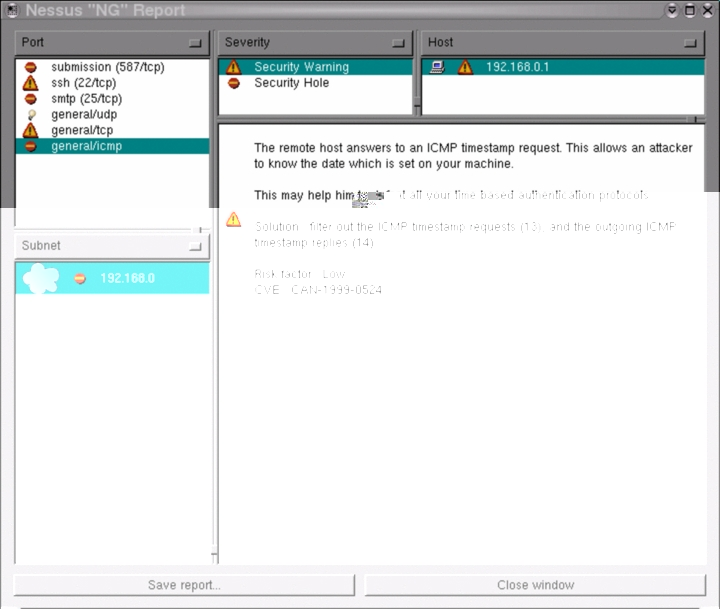 Nessus "NG" Report
Port
submission (587/tcp)
ssh (22/tcp)
smtp (25/tcp)
general/udp
general/tcp
general/icmp
Subnet
192.168.0
Severity
Security Warning
Security Hole
Host
192.168.0.1
The remote host answers to an ICMP timestamp request. This allows an attacker
to know the date which is set on your machine.
This may help him all your time based authentication protocols.
Solution : filter out the ICMP timestamp requests (13), and the outgoing ICMP
timestamp replies (14).
Risk factor : Low
CVE : CAN-1999-0524
Save report...
Close window